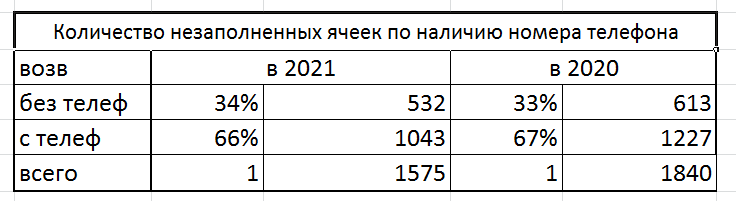 Количество незаполненных ячеек по наличию номера телефона
возв в 2021 в 2020
без телеф 34% 532 33% 613
с телеф 66% 1043 67% 1227
всего 1 1575 1 1840